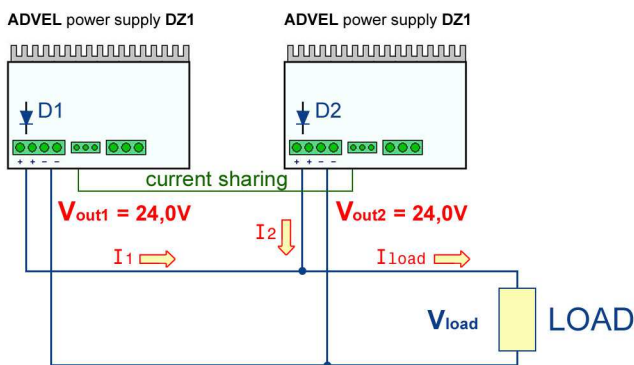 ADVEL power supply DZ1
ADVEL power supply DZ1
D1
D2
+ + − −
+ + − −
current sharing
Vout1 = 24,0V
Vout2 = 24,0V
I1
I2
Iload
Vload
LOAD